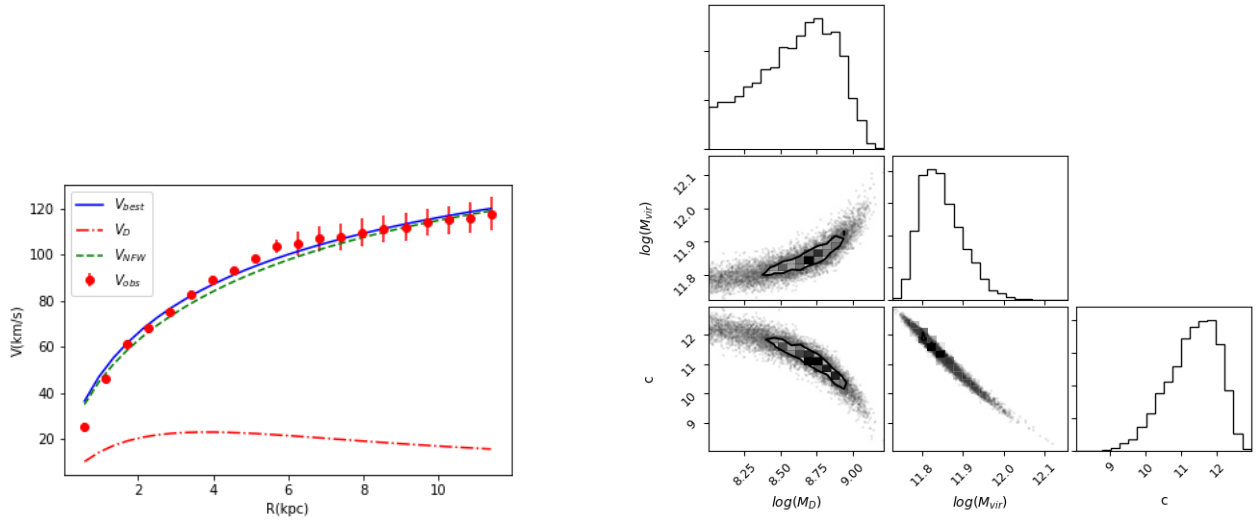 V_best
V_D
V_NFW
V_obs
120
100
80
60
40
20
V(km/s)
2
4
6
8
10
R(kpc)
12.1
12.0
11.9
11.8
log(M_vir)
12
11
10
9
c
8.25
8.50
8.75
9.00
log(M_D)
11.8
11.9
12.0
12.1
log(M_vir)
9
10
11
12
c